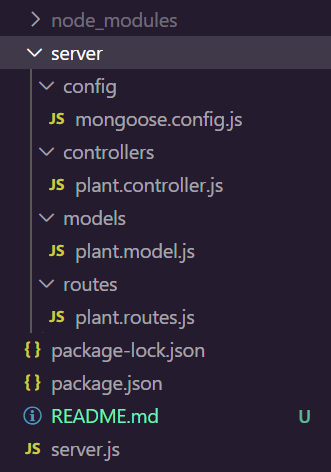 node_modules
server
config
JS mongoose.config.js
controllers
JS plant.controller.js
models
JS plant.model.js
routes
JS plant.routes.js
{ } package-lock.json
{ } package.json
README.md U
JS server.js